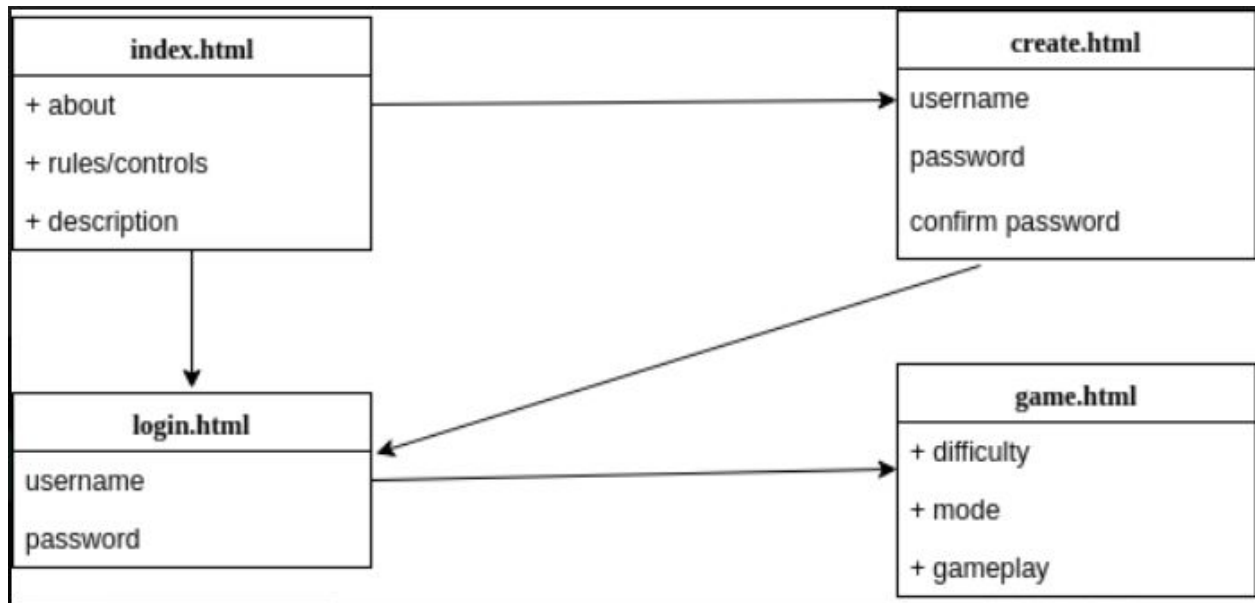 index.html
+ about
+ rules/controls
+ description
create.html
username
password
confirm password
login.html
username
password
game.html
+ difficulty
+ mode
+ gameplay